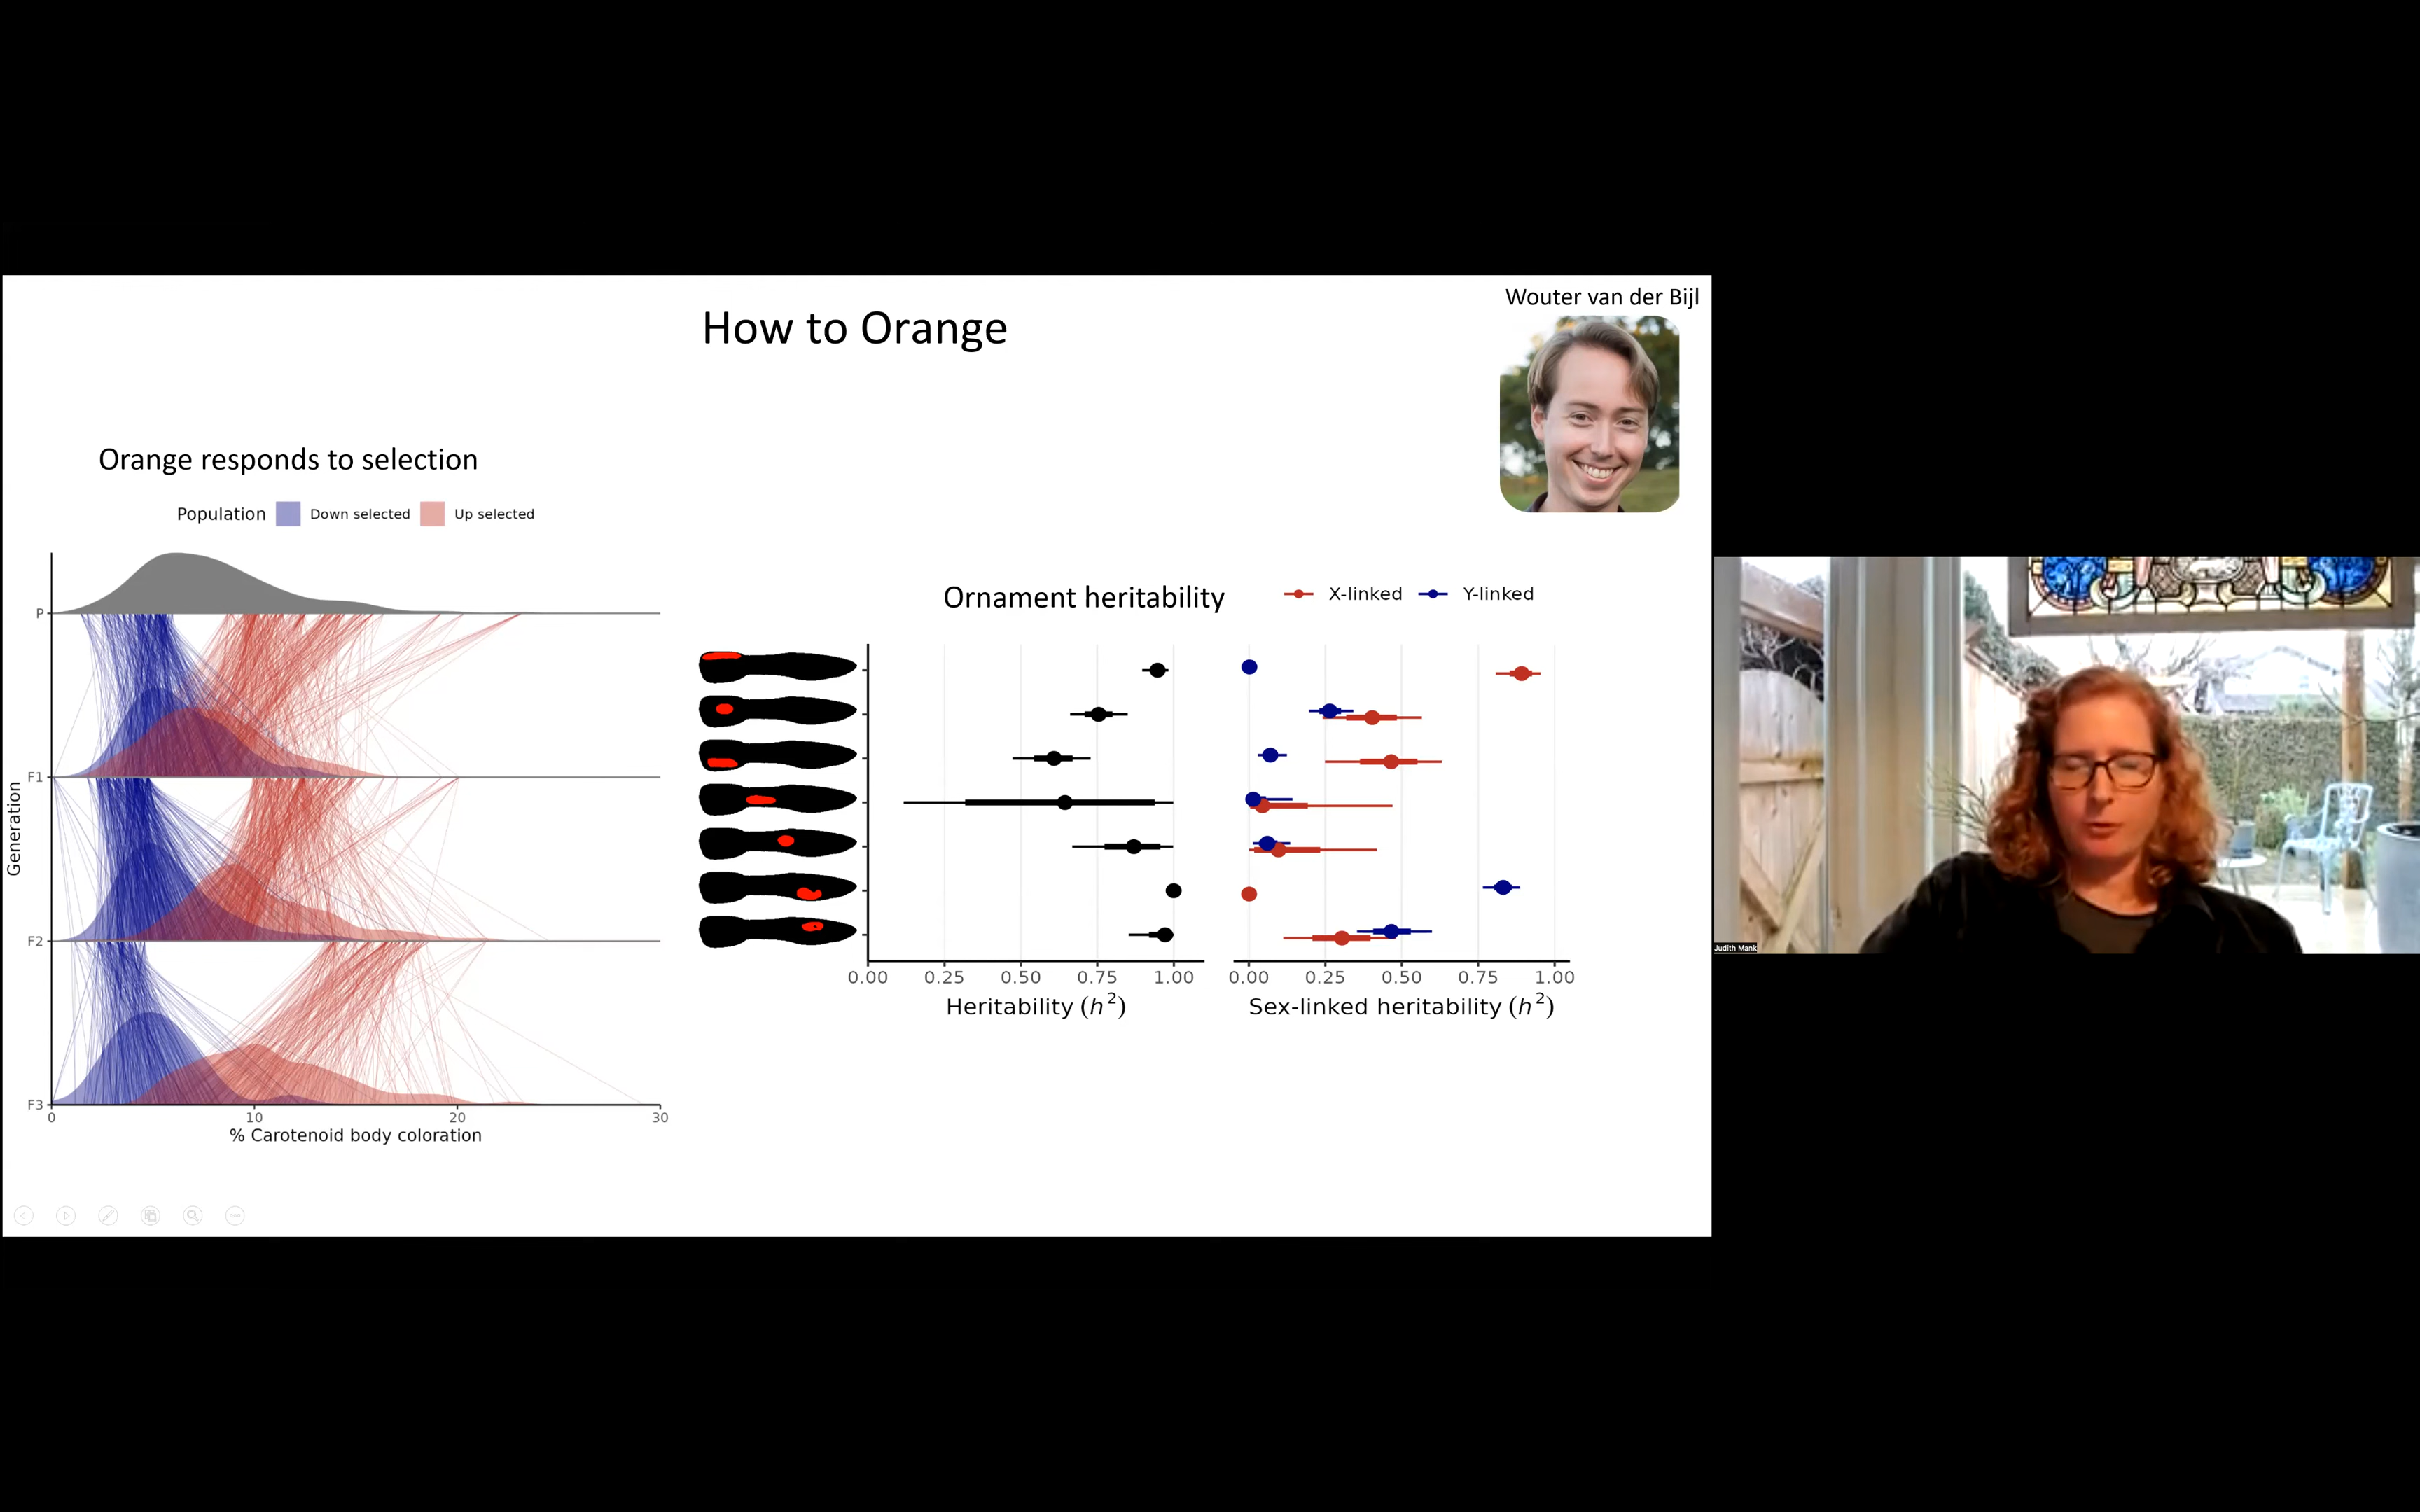 Wouter van der Bijl
How to Orange
Orange responds to selection
Population Down selected Up selected
Generation
P
F1
F2
F3
0 10 20 30
% Carotenoid body coloration
Ornament heritability X-linked Y-linked
0.00 0.25 0.50 0.75 1.00 0.00 0.25 0.50 0.75 1.00
Heritability (h²) Sex-linked heritability (h²)
Judith Mank